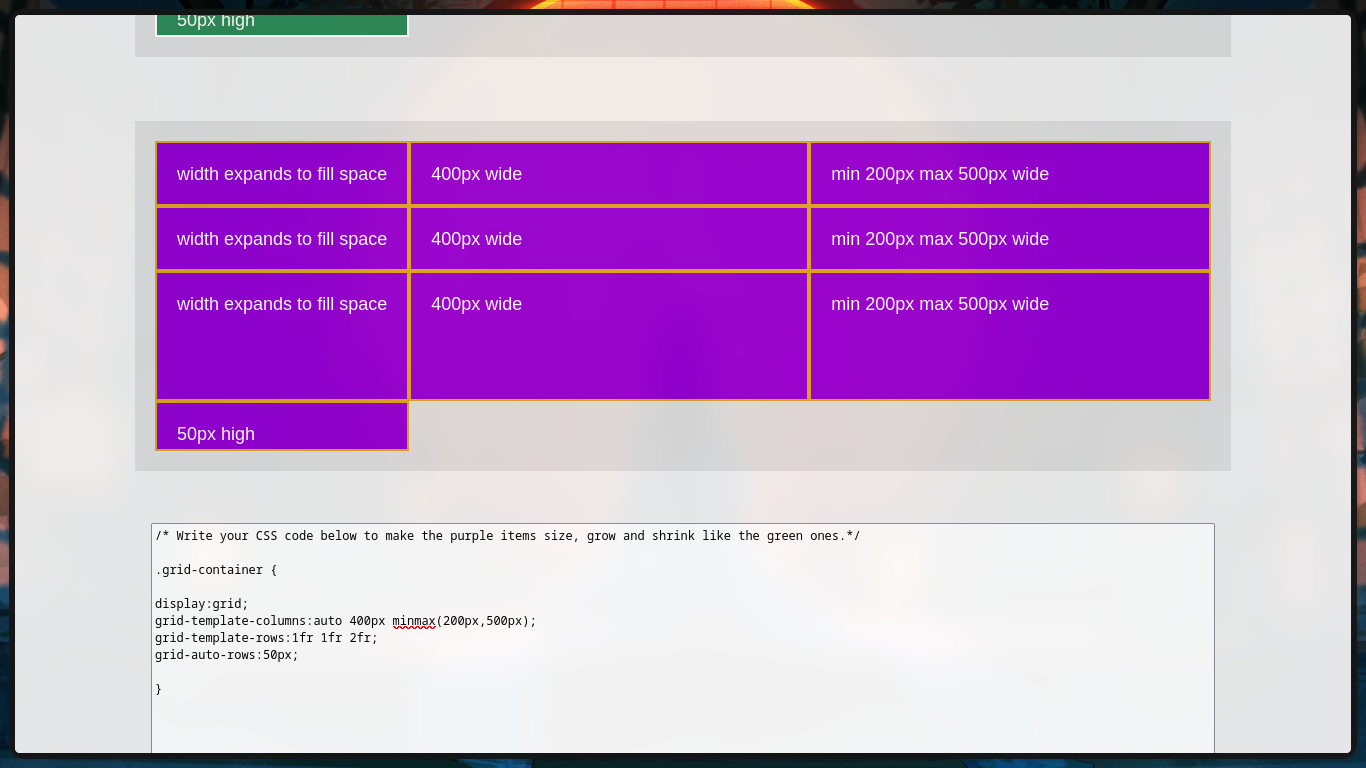 50px high
width expands to fill space 400px wide min 200px max 500px wide
width expands to fill space 400px wide min 200px max 500px wide
width expands to fill space 400px wide min 200px max 500px wide
50px high
/* Write your CSS code below to make the purple items size, grow and shrink like the green ones.*/
.grid-container {
display:grid;
grid-template-columns:auto 400px minmax(200px,500px);
grid-template-rows:1fr 1fr 2fr;
grid-auto-rows:50px;
}